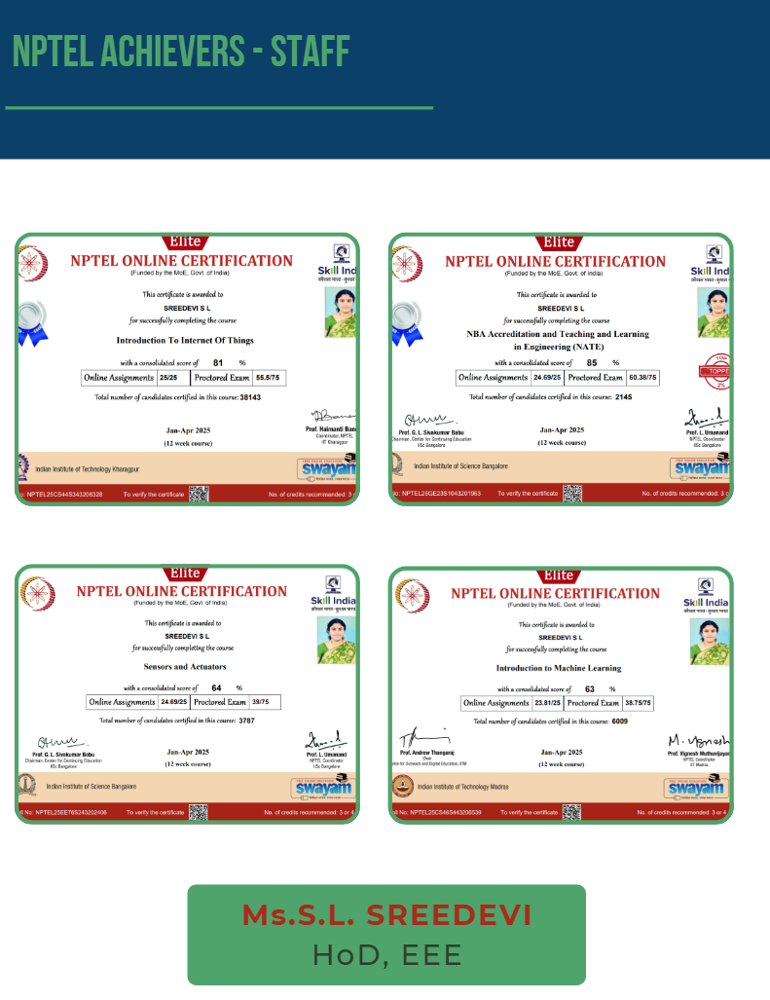 NPTEL ACHIEVERS - STAFF
Elite
NPTEL ONLINE CERTIFICATION
(Funded by the MoE, Govt. of India)
Skill Ind
This certificate is awarded to
SREEDEVI S L
for successfully completing the course
Introduction To Internet Of Things
with a consolidated score of 81 %
Online Assignments 25/25 Proctored Exam 55.5/75
Total number of candidates certified in this course: 38143
Jan-Apr 2025
(12 week course)
Prof. Haimanti Ban
Coordinator, NPTEL
IIT Kharagpur
Indian Institute of Technology Kharagpur
swayam
o: NPTEL25CS44S343206328 To verify the certificate No. of credits recommended: 3
Elite
NPTEL ONLINE CERTIFICATION
(Funded by the MoE, Govt. of India)
Skill Ind
This certificate is awarded to
SREEDEVI S L
for successfully completing the course
NBA Accreditation and Teaching and Learning
in Engineering (NATE)
with a consolidated score of 85 %
Online Assignments 24.69/25 Proctored Exam 60.38/75
TOPPE
2%
Total number of candidates certified in this course: 2145
Prof. G. L. Sivakumar Babu
Chairman, Center for Continuing Education
IISc Bangalore
Jan-Apr 2025
(12 week course)
Prof. L. Umanand
NPTEL Coordinator
IISc Bangalore
Indian Institute of Science Bangalore
swayam
o: NPTEL25GE23S1043201963 To verify the certificate No. of credits recommended: 3
Elite
NPTEL ONLINE CERTIFICATION
(Funded by the MoE, Govt. of India)
Skill India
कौशल भारत-कुशल भारत
This certificate is awarded to
SREEDEVI S L
for successfully completing the course
Sensors and Actuators
with a consolidated score of 64 %
Online Assignments 24.69/25 Proctored Exam 39/75
Total number of candidates certified in this course: 3787
Prof. G. L. Sivakumar Babu
Chairman, Center for Continuing Education
IISc Bangalore
Jan-Apr 2025
(12 week course)
Prof. L. Umanand
NPTEL Coordinator
IISc Bangalore
Indian Institute of Science Bangalore
swayam
ll No: NPTEL25EE76S243202406 To verify the certificate No. of credits recommended: 3 or 4
Elite
NPTEL ONLINE CERTIFICATION
(Funded by the MoE, Govt. of India)
Skill India
This certificate is awarded to
SREEDEVI S L
for successfully completing the course
Introduction to Machine Learning
with a consolidated score of 63 %
Online Assignments 23.81/25 Proctored Exam 38.75/75
Total number of candidates certified in this course: 6009
Prof. Andrew Thangaraj
Chair
ntre for Outreach and Digital Education, IITM
Jan-Apr 2025
(12 week course)
Prof. Vignesh Muthuvijayan
NPTEL Coordinator
IIT Madras
Indian Institute of Technology Madras
swayam
ll No: NPTEL25CS46S443206539 To verify the certificate No. of credits recommended: 3 or 4
Ms.S.L. SREEDEVI
HoD, EEE